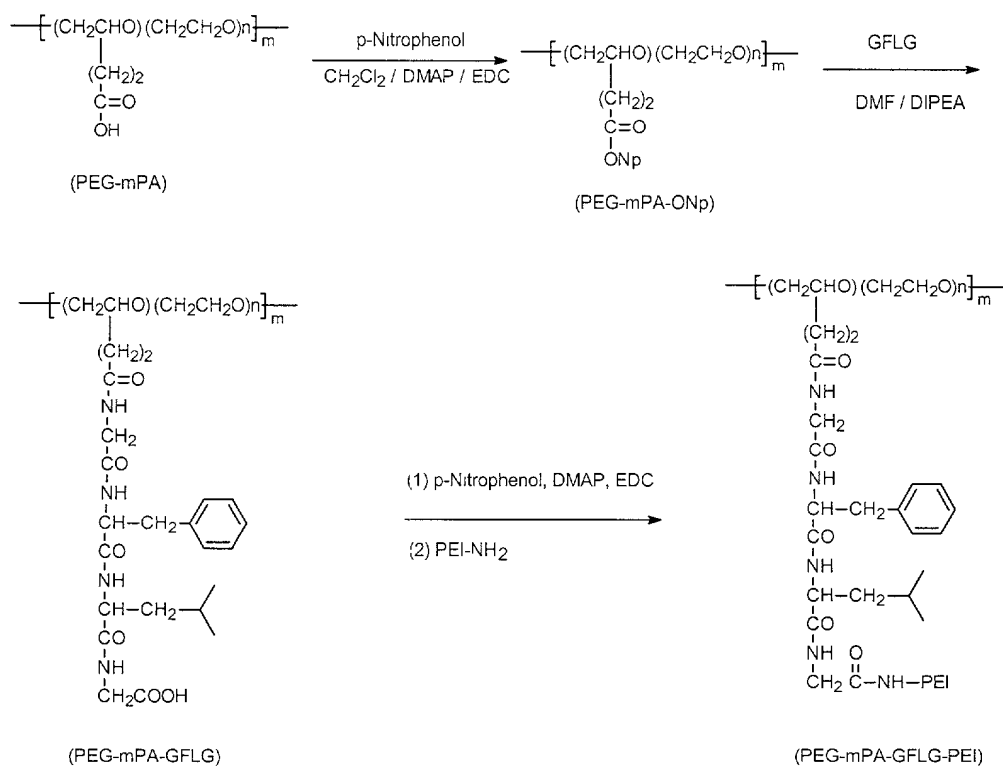 [(CH2CHO)(CH2CH2O)n]m
(CH2)2
C=O
OH
(PEG-mPA)
p-Nitrophenol
CH2Cl2 / DMAP / EDC
[(CH2CHO)(CH2CH2O)n]m
(CH2)2
C=O
ONp
(PEG-mPA-ONp)
GFLG
DMF / DIPEA
[(CH2CHO)(CH2CH2O)n]m
(CH2)2
C=O
NH
CH2
CO
NH
CH-CH2
CO
NH
CH-CH2
CO
NH
CH2COOH
(PEG-mPA-GFLG)
(1) p-Nitrophenol, DMAP, EDC
(2) PEI-NH2
[(CH2CHO)(CH2CH2O)n]m
(CH2)2
C=O
NH
CH2
CO
NH
CH-CH2
CO
NH
CH-CH2
CO
NH
O
CH2 C-NH-PEI
(PEG-mPA-GFLG-PEI)